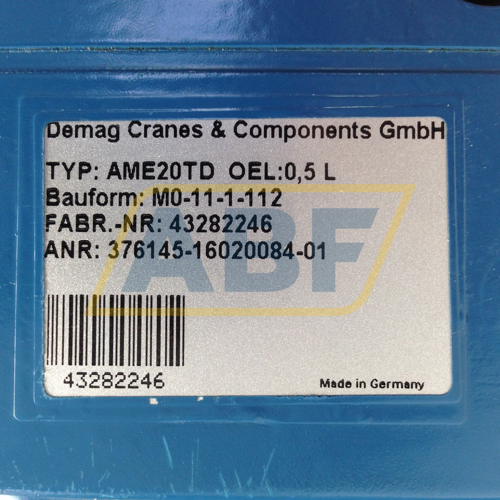 Demag Cranes & Components GmbH
TYP: AME20TD OEL:0,5 L
Bauform: M0-11-1-112
FABR.-NR: 43282246
ANR: 376145-16020084-01
ABF
43282246
Made in Germany